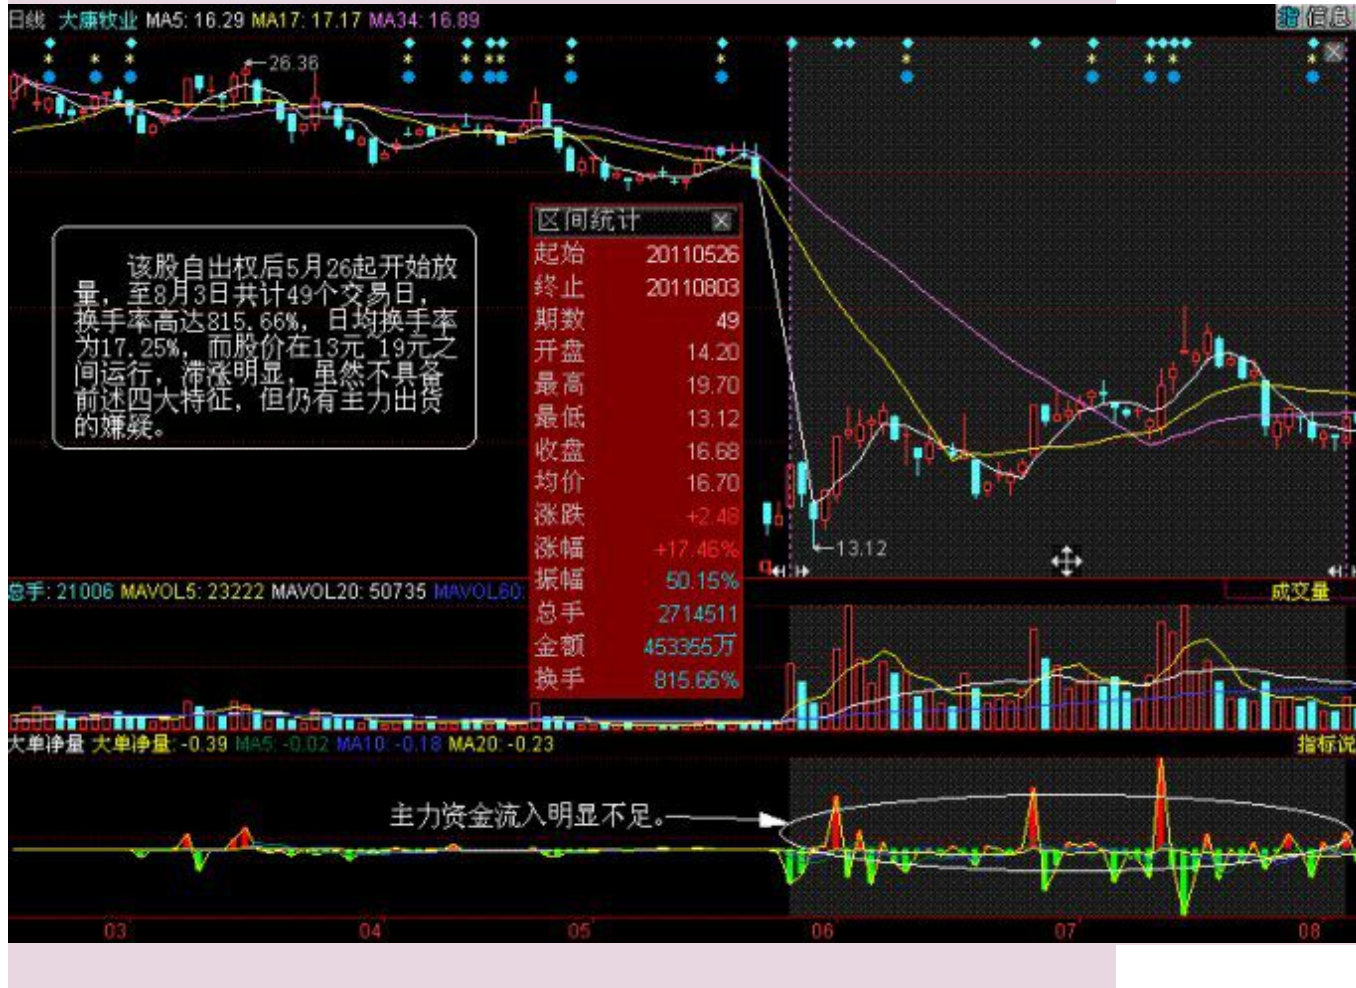 日线 大康牧业 MA5: 16.29 MA17: 17.17 MA34: 16.89
指 信息
26.36
该股自出权后5月26起开始放
量，至8月3日共计49个交易日，
换手率高达815.66%，日均换手率
为17.25%，而股价在13元~19元之
间运行，滞涨明显，虽然不具备
前述四大特征，但仍有主力出货
的嫌疑。
区间统计
起始 20110526
终止 20110803
期数 49
开盘 14.20
最高 19.70
最低 13.12
收盘 16.68
均价 16.70
涨跌 +2.48
涨幅 +17.46%
振幅 50.15%
总手 2714511
金额 453355万
换手 815.66%
13.12
总手: 21006 MAVOL5: 23222 MAVOL20: 50735 MAVOL60:
成交量
大单净量 大单净量: -0.39 MA5: -0.02 MA10: -0.18 MA20: -0.23
指标说
主力资金流入明显不足。
03 04 05 06 07 08